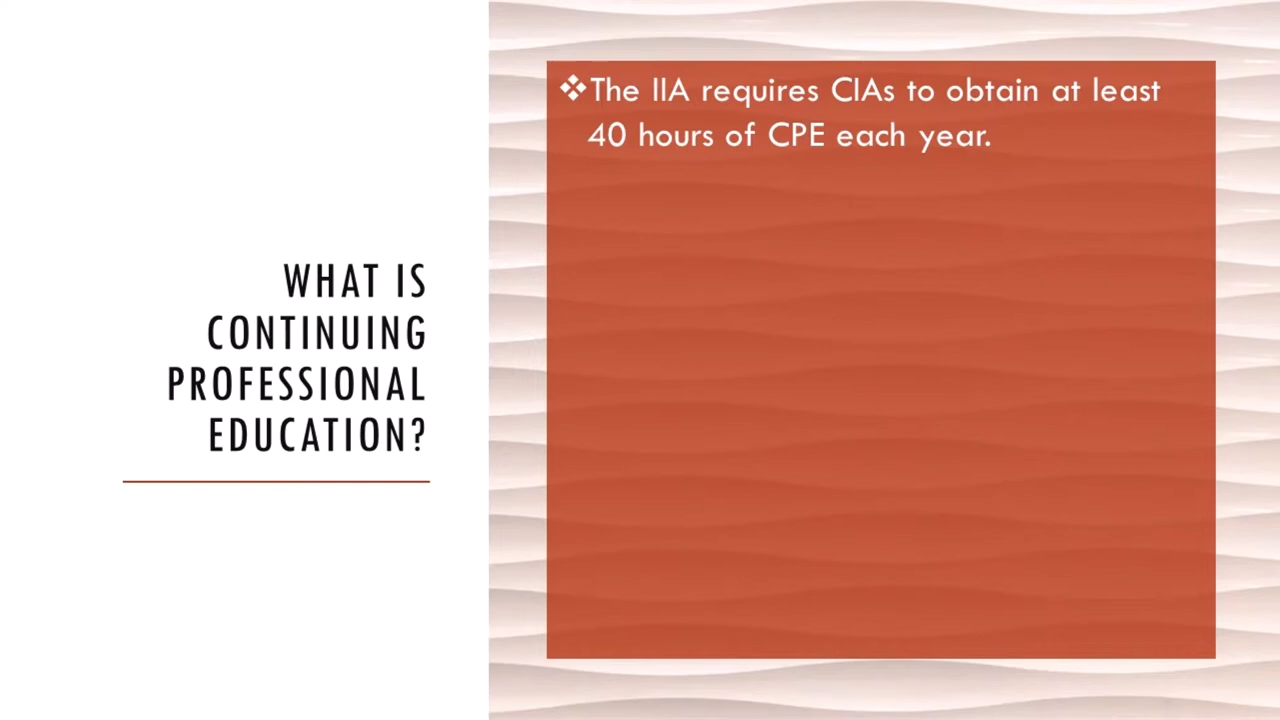 WHAT IS
CONTINUING
PROFESSIONAL
EDUCATION?
❖The IIA requires CIAs to obtain at least
40 hours of CPE each year.